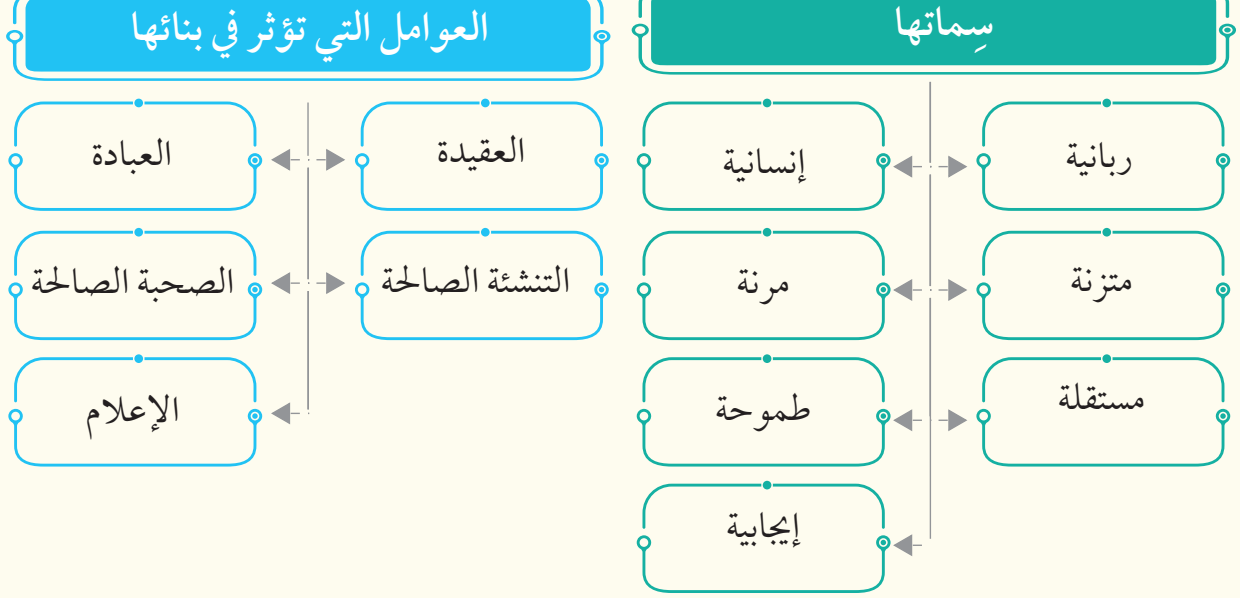 سِماتها
ربانية
إنسانية
متزنة
مرنة
مستقلة
طموحة
إيجابية
العوامل التي تؤثر في بنائها
العقيدة
العبادة
التنشئة الصالحة
الصحبة الصالحة
الإعلام